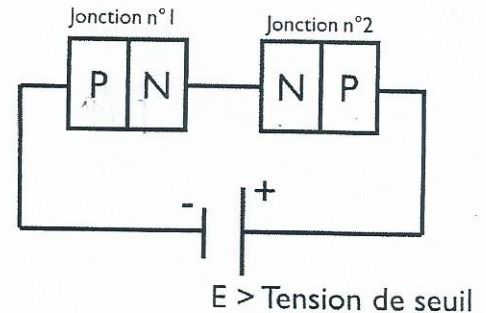 Jonction n°1 Jonction n°2
P N N P
- +
E > Tension de seuil